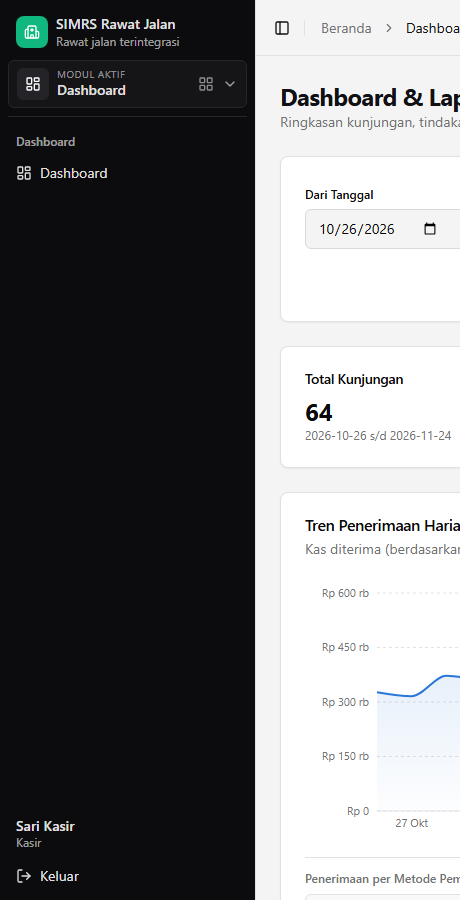 SIMRS Rawat Jalan
Rawat jalan terintegrasi
MODUL AKTIF
Dashboard
Dashboard
Dashboard
Sari Kasir
Kasir
Keluar
Beranda > Dashboa
Dashboard & Lap
Ringkasan kunjungan, tindaka
Dari Tanggal
10/26/2026
Total Kunjungan
64
2026-10-26 s/d 2026-11-24
Tren Penerimaan Haria
Kas diterima (berdasarkan
Rp 600 rb
Rp 450 rb
Rp 300 rb
Rp 150 rb
Rp 0
27 Okt
Penerimaan per Metode Pem